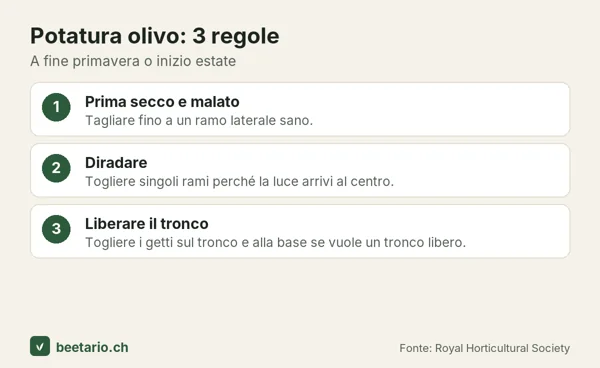 Potatura olivo: 3 regole
A fine primavera o inizio estate
1
Prima secco e malato
Tagliare fino a un ramo laterale sano.
2
Diradare
Togliere singoli rami perché la luce arrivi al centro.
3
Liberare il tronco
Togliere i getti sul tronco e alla base se vuole un tronco libero.
beetario.ch
Fonte: Royal Horticultural Society